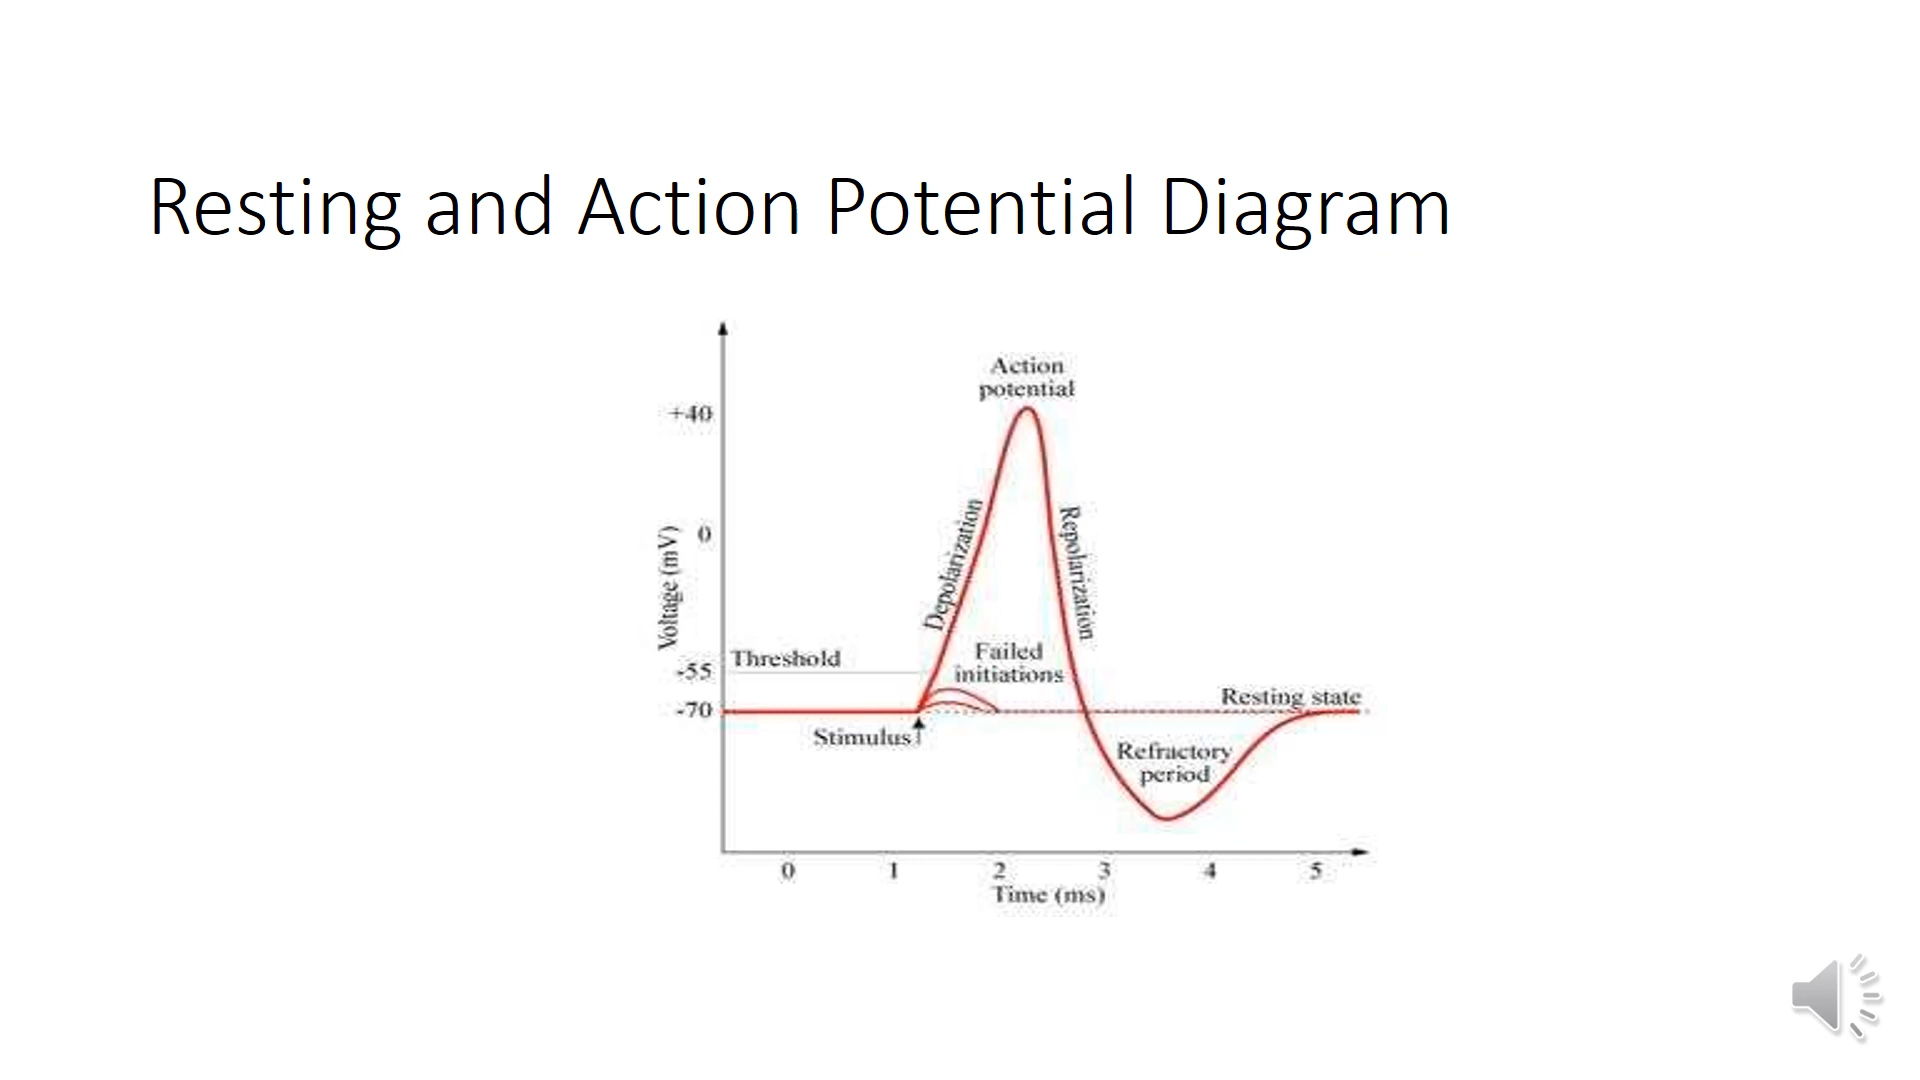 Resting and Action Potential Diagram
Action
potential
+40
Depolarization
Repolarization
0
Voltage (mV)
Threshold
Failed
initiations
-55
-70
Resting state
Stimulus
Refractory
period
0 1 2 3 4 5
Time (ms)